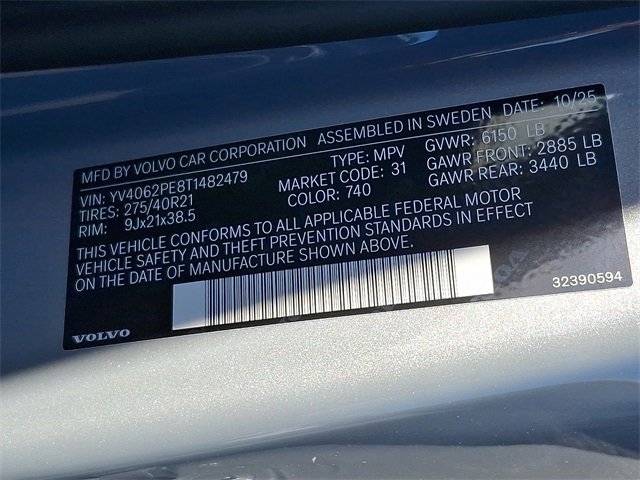 MFD BY VOLVO CAR CORPORATION ASSEMBLED IN SWEDEN DATE: 10/25
VIN: YV4062PE8T1482479 TYPE: MPV GVWR: 6150 LB
TIRES: 275/40R21 MARKET CODE: 31 GAWR FRONT: 2885 LB
RIM: 9Jx21x38.5 COLOR: 740 GAWR REAR: 3440 LB
THIS VEHICLE CONFORMS TO ALL APPLICABLE FEDERAL MOTOR
VEHICLE SAFETY AND THEFT PREVENTION STANDARDS IN EFFECT
ON THE DATE OF MANUFACTURE SHOWN ABOVE.
32390594
VOLVO